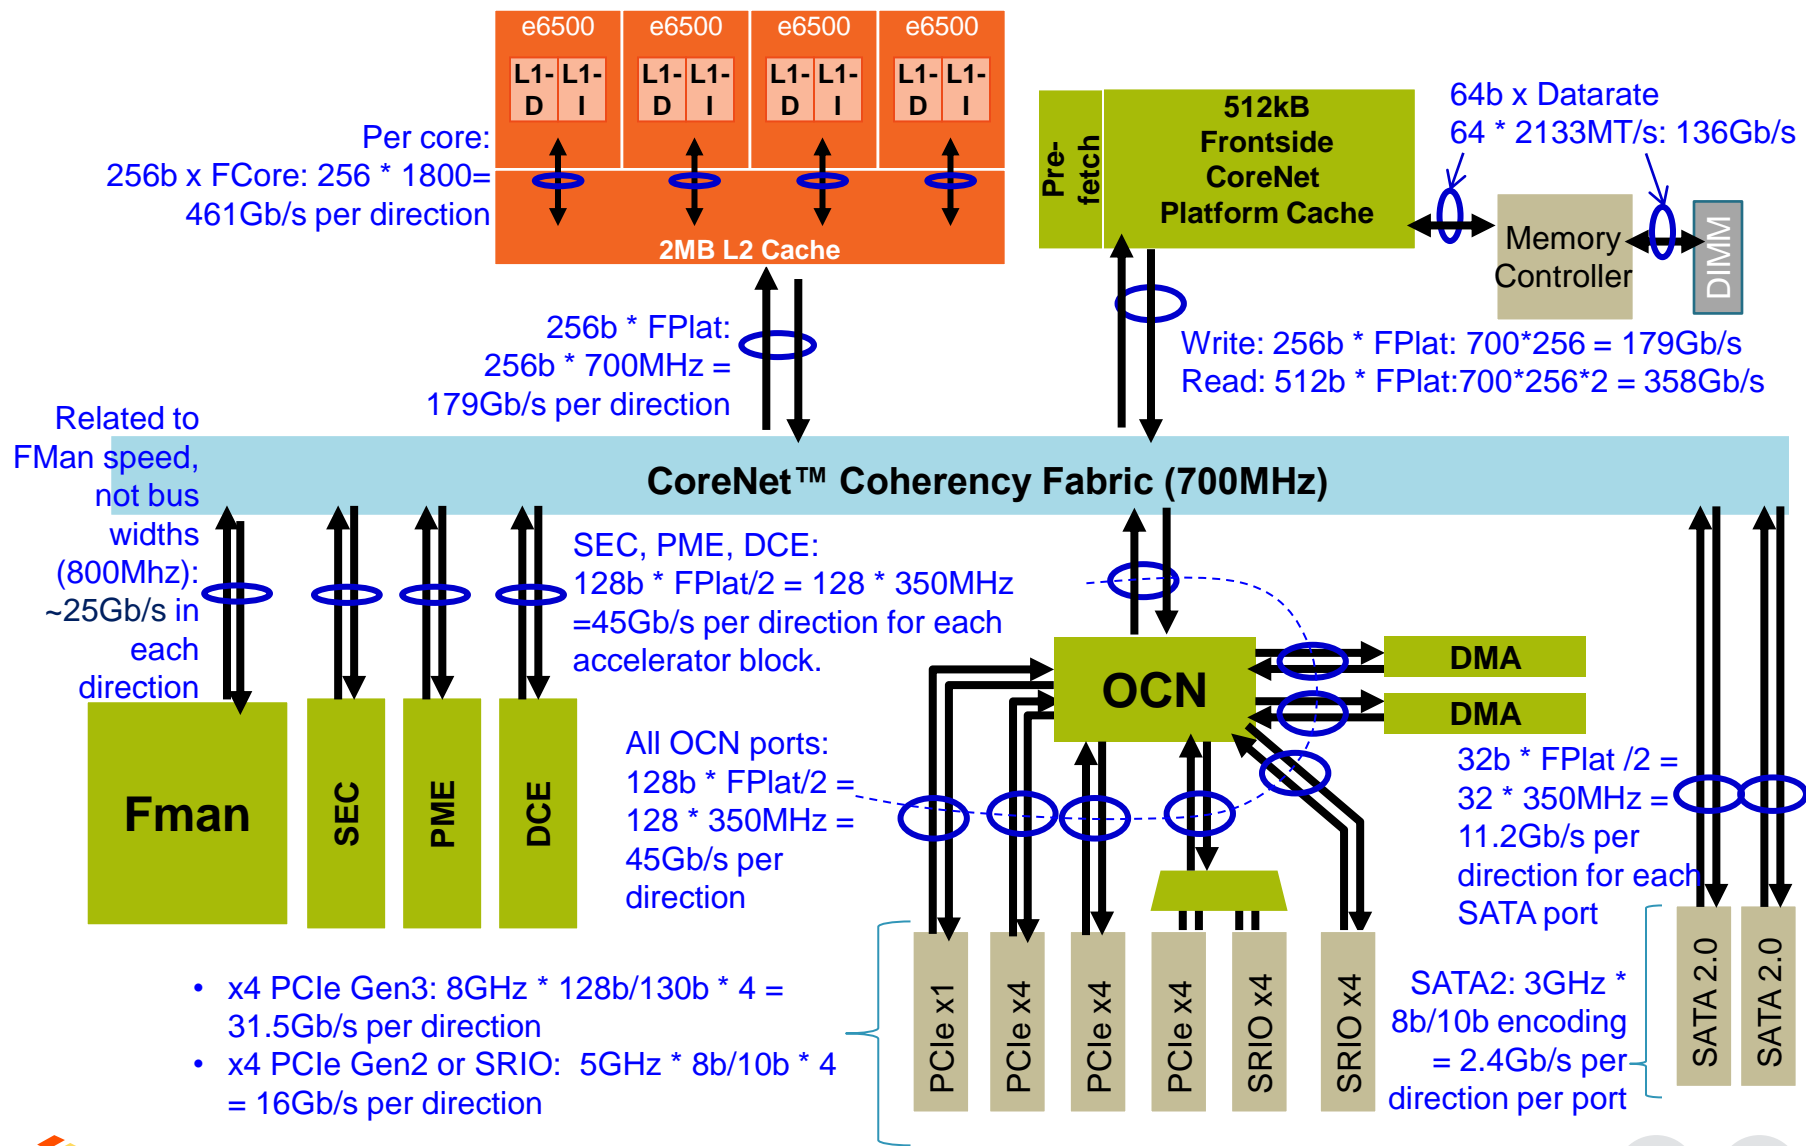 e6500 e6500 e6500 e6500
L1- L1- L1- L1- L1- L1- L1- L1-
D I D I D I D I
2MB L2 Cache
Per core:
256b x FCore: 256 * 1800=
461Gb/s per direction
Pre-
fetch
512kB
Frontside
CoreNet
Platform Cache
64b x Datarate
64 * 2133MT/s: 136Gb/s
Memory
Controller
DIMM
256b * FPlat:
256b * 700MHz =
179Gb/s per direction
Write: 256b * FPlat: 700*256 = 179Gb/s
Read: 512b * FPlat:700*256*2 = 358Gb/s
CoreNet™ Coherency Fabric (700MHz)
Related to
FMan speed,
not bus
widths
(800Mhz):
~25Gb/s in
each
direction
SEC, PME, DCE:
128b * FPlat/2 = 128 * 350MHz
=45Gb/s per direction for each
accelerator block.
Fman
SEC
PME
DCE
OCN
DMA
DMA
All OCN ports:
128b * FPlat/2 =
128 * 350MHz =
45Gb/s per
direction
32b * FPlat /2 =
32 * 350MHz =
11.2Gb/s per
direction for each
SATA port
• x4 PCIe Gen3: 8GHz * 128b/130b * 4 =
31.5Gb/s per direction
• x4 PCIe Gen2 or SRIO: 5GHz * 8b/10b * 4
= 16Gb/s per direction
PCIe x1
PCIe x4
PCIe x4
PCIe x4
SRIO x4
SRIO x4
SATA2: 3GHz *
8b/10b encoding
= 2.4Gb/s per
direction per port
SATA 2.0
SATA 2.0